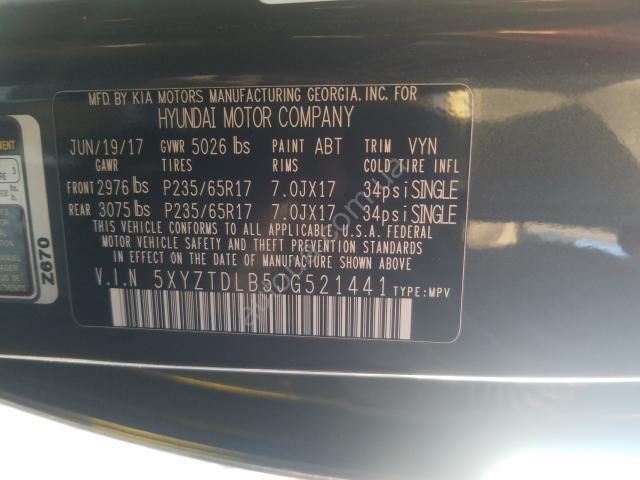 MFD. BY KIA MOTORS MANUFACTURING GEORGIA, INC. FOR
HYUNDAI MOTOR COMPANY
JUN/19/17 GVWR 5026 lbs PAINT ABT TRIM VYN
GAWR TIRES RIMS COLD TIRE INFL
FRONT 2976 lbs P235/65R17 7.0JX17 34psi SINGLE
REAR 3075 lbs P235/65R17 7.0JX17 34psi SINGLE
THIS VEHICLE CONFORMS TO ALL APPLICABLE U.S.A. FEDERAL
MOTOR VEHICLE SAFETY, BUMPER AND THEFT PREVENTION STANDARDS
IN EFFECT ON THE DATE OF MANUFACTURE SHOWN ABOVE.
V.I.N TYPE:MPV
Z670